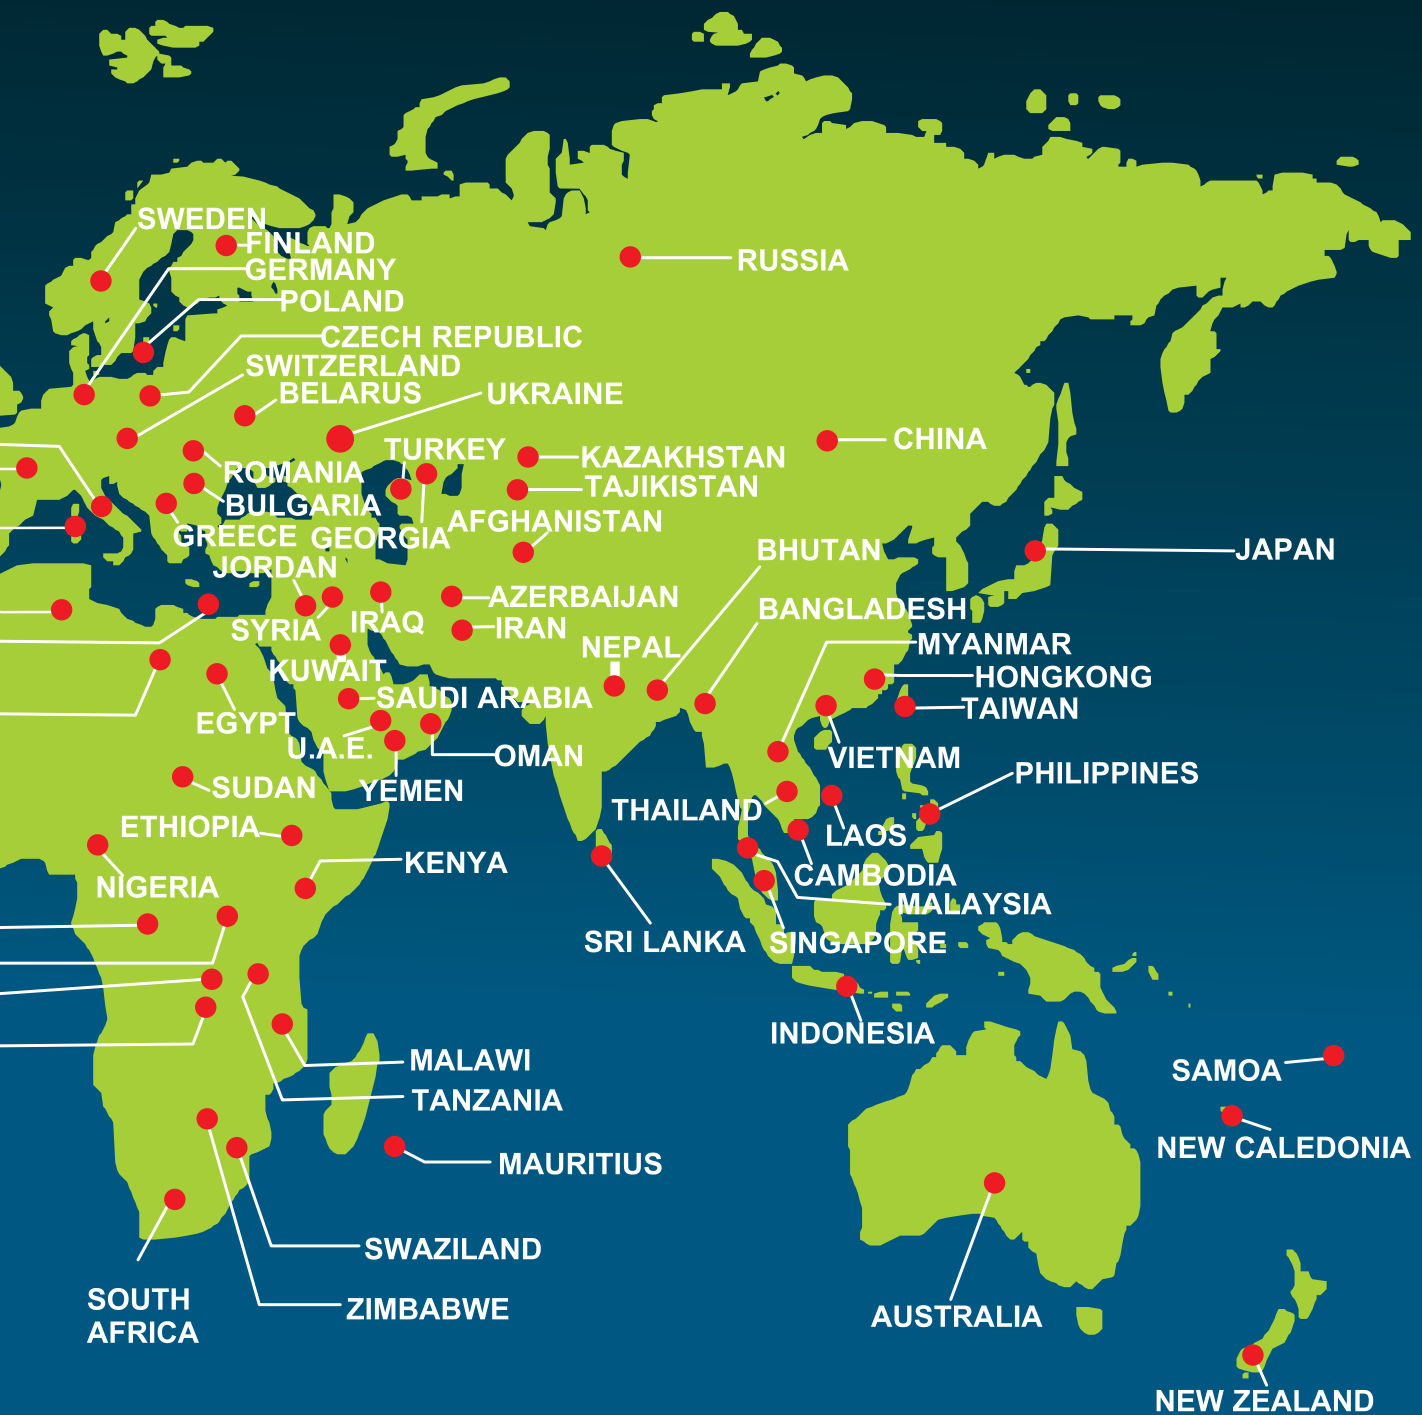 SWEDEN
FINLAND
GERMANY
RUSSIA
POLAND
CZECH REPUBLIC
SWITZERLAND
BELARUS
UKRAINE
CHINA
TURKEY
KAZAKHSTAN
ROMANIA
TAJIKISTAN
BULGARIA
AFGHANISTAN
GREECE
GEORGIA
BHUTAN
JAPAN
JORDAN
AZERBAIJAN
BANGLADESH
IRAQ
SYRIA
IRAN
NEPAL
MYANMAR
KUWAIT
HONGKONG
SAUDI ARABIA
TAIWAN
EGYPT
U.A.E.
OMAN
VIETNAM
PHILIPPINES
SUDAN
YEMEN
THAILAND
ETHIOPIA
LAOS
KENYA
CAMBODIA
NIGERIA
MALAYSIA
SRI LANKA
SINGAPORE
INDONESIA
MALAWI
SAMOA
TANZANIA
NEW CALEDONIA
MAURITIUS
SWAZILAND
SOUTH
AFRICA
ZIMBABWE
AUSTRALIA
NEW ZEALAND